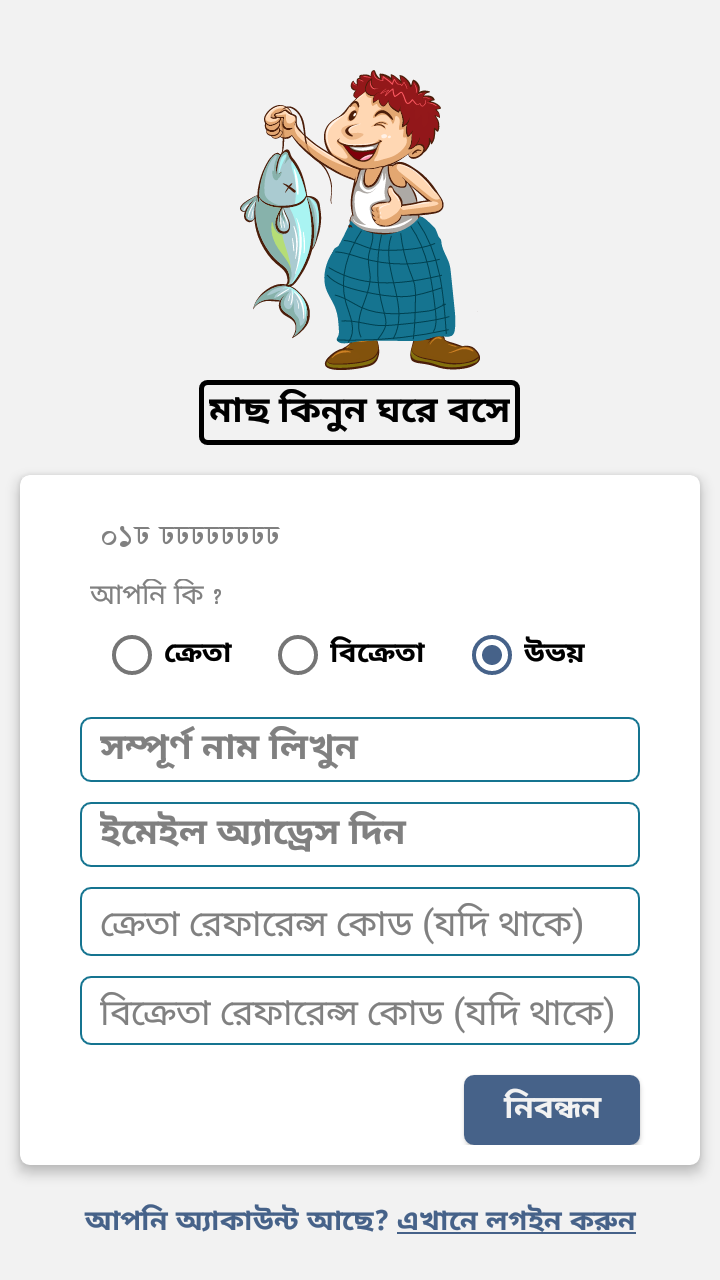 মাছ কিনুন ঘরে বসে
০১ঢ ঢঢঢঢঢঢঢঢ
আপনি কি ?
ক্রেতা বিক্রেতা উভয়
সম্পূর্ণ নাম লিখুন
ইমেইল অ্যাড্রেস দিন
ক্রেতা রেফারেন্স কোড (যদি থাকে)
বিক্রেতা রেফারেন্স কোড (যদি থাকে)
নিবন্ধন
আপনি অ্যাকাউন্ট আছে? এখানে লগইন করুন